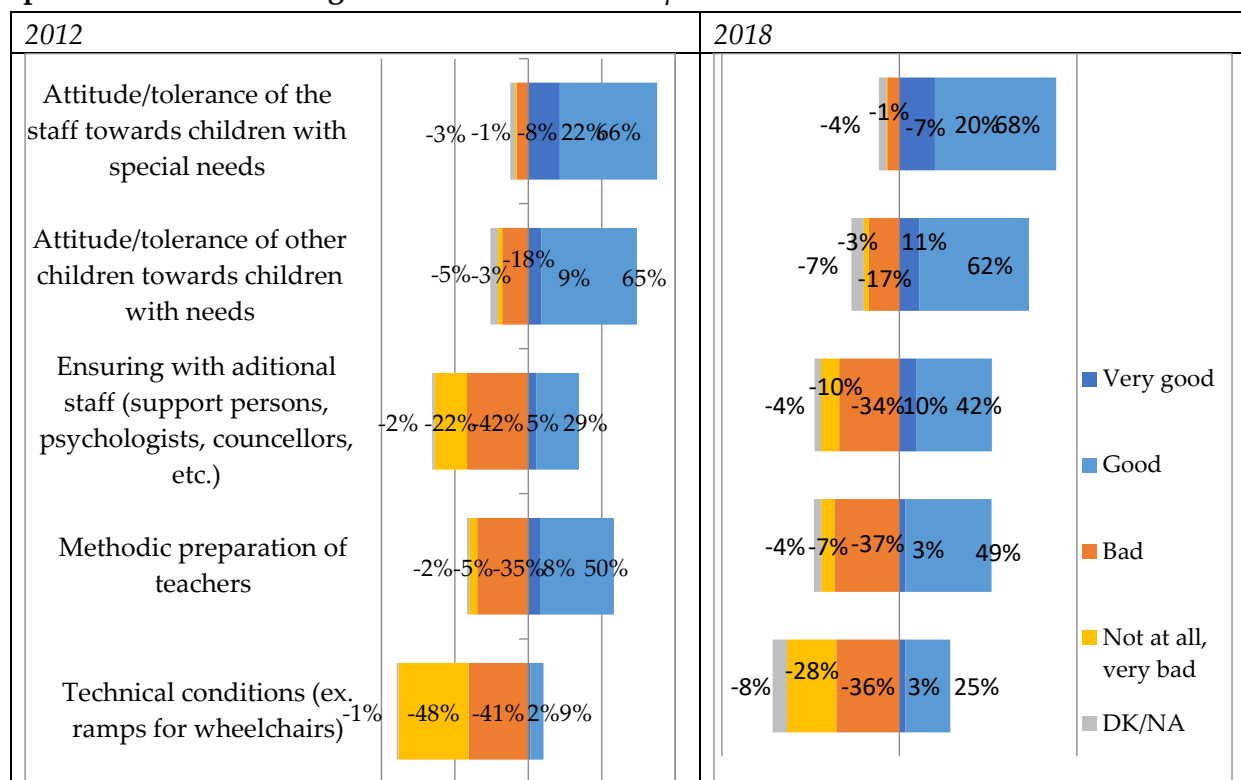 2012
2018
Attitude/tolerance of the
staff towards children with
special needs
-3% -1% -8% 22% 66%
-4% -1% -7% 20% 68%
Attitude/tolerance of other
children towards children
with needs
-5% -3% -18% 9% 65%
-7% -3% -17% 11% 62%
Ensuring with aditional
staff (support persons,
psychologists, councellors,
etc.)
-2% -22% -42% 5% 29%
-4% -10% -34% 10% 42%
Methodic preparation of
teachers
-2% -5% -35% 8% 50%
-4% -7% -37% 3% 49%
Technical conditions (ex.
ramps for wheelchairs)
-1% -48% -41% 2% 9%
-8% -28% -36% 3% 25%
Very good
Good
Bad
Not at all,
very bad
DK/NA